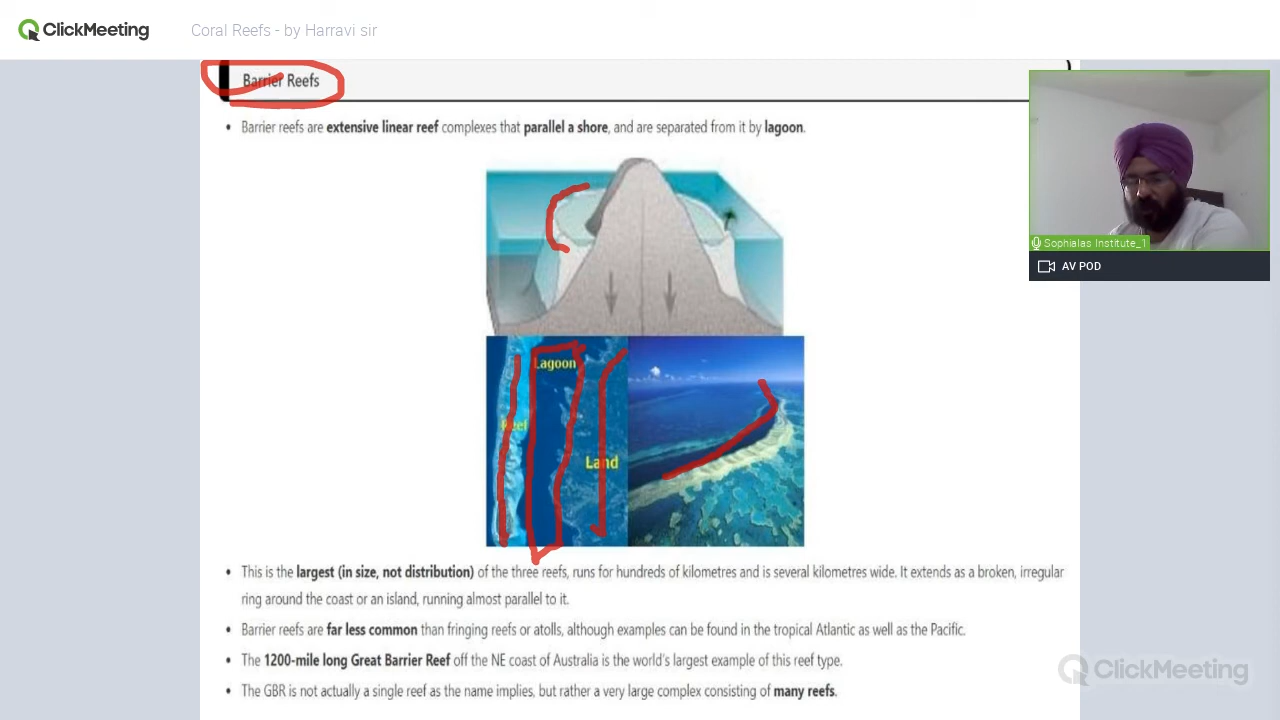 ClickMeeting
Coral Reefs - by Harravi sir
Barrier Reefs
• Barrier reefs are extensive linear reef complexes that parallel a shore, and are separated from it by lagoon.
Sophialas Institute_1
AV POD
Lagoon
Reef
Land
• This is the largest (in size, not distribution) of the three reefs, runs for hundreds of kilometres and is several kilometres wide. It extends as a broken, irregular
ring around the coast or an island, running almost parallel to it.
• Barrier reefs are far less common than fringing reefs or atolls, although examples can be found in the tropical Atlantic as well as the Pacific.
• The 1200-mile long Great Barrier Reef off the NE coast of Australia is the world's largest example of this reef type.
• The GBR is not actually a single reef as the name implies, but rather a very large complex consisting of many reefs.
ClickMeeting